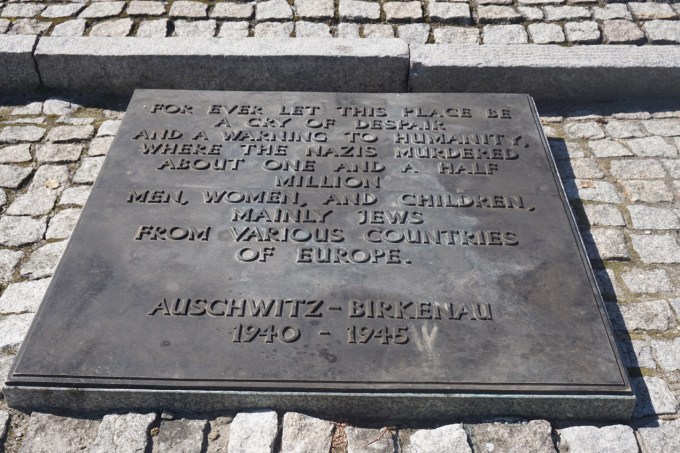 FOR EVER LET THIS PLACE BE
A CRY OF DESPAIR
AND A WARNING TO HUMANITY,
WHERE THE NAZIS MURDERED
ABOUT ONE AND A HALF
MILLION
MEN, WOMEN, AND CHILDREN,
MAINLY JEWS
FROM VARIOUS COUNTRIES
OF EUROPE.
AUSCHWITZ - BIRKENAU
1940 - 1945